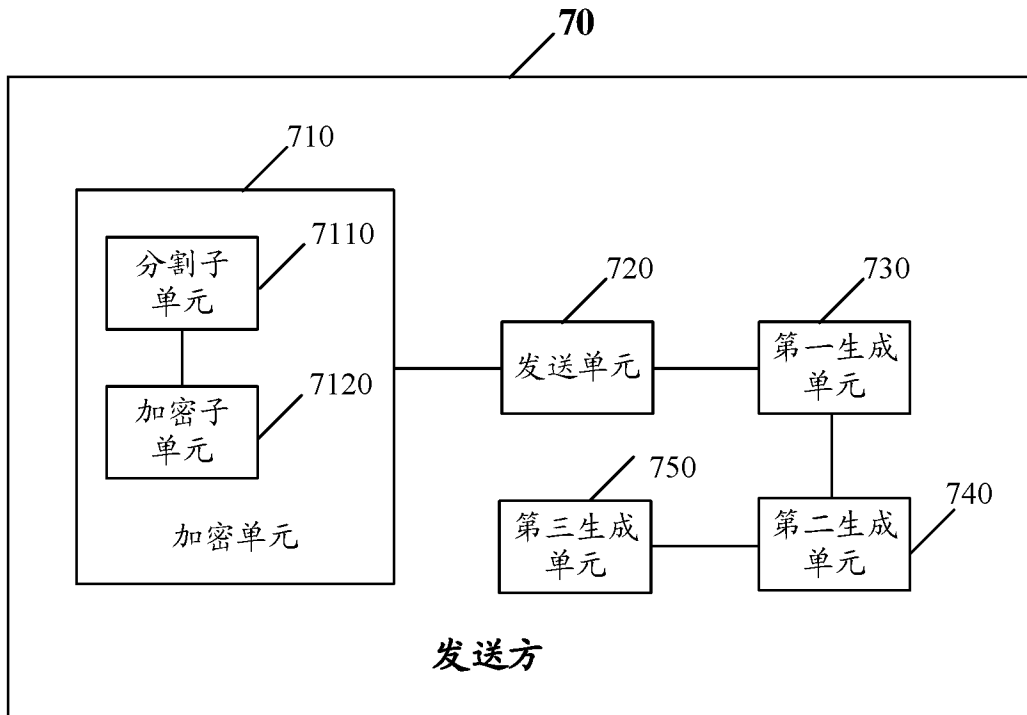 70
710
7110
分割子
单元
7120
加密子
单元
加密单元
720
发送单元
730
第一生成
单元
750
第三生成
单元
740
第二生成
单元
发送方